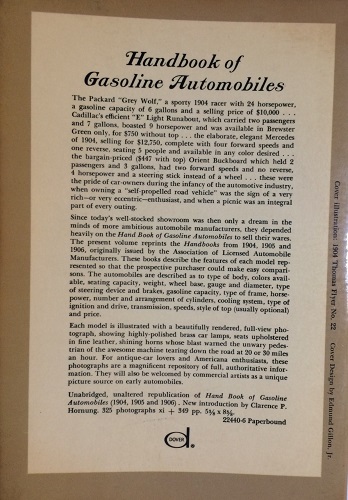 Handbook of
Gasoline Automobiles
The Packard "Grey Wolf," a sporty 1904 racer with 24 horsepower,
a gasoline capacity of 6 gallons and a selling price of $10,000 . . .
Cadillac's efficient "E" Light Runabout, which carried two passengers
and 7 gallons, boasted 9 horsepower and was available in Brewster
Green only, for $750 without top . . . the elaborate, elegant Mercedes
of 1904, selling for $12,750, complete with four forward speeds and
one reverse, seating 5 people and available in any color desired . . .
the bargain-priced ($447 with top) Orient Buckboard which held 2
passengers and 3 gallons, had two forward speeds and no reverse,
4 horsepower and a steering stick instead of a wheel . . . these were
the pride of car-owners during the infancy of the automotive industry,
when owning a "self-propelled road vehicle" was the sign of a very
rich—or very eccentric—enthusiast, and when a picnic was an integral
part of every outing.
Since today's well-stocked showroom was then only a dream in the
minds of more ambitious automobile manufacturers, they depended
heavily on the Hand Book of Gasoline Automobiles to sell their wares.
The present volume reprints the Handbooks from 1904, 1905 and
1906, originally issued by the Association of Licensed Automobile
Manufacturers. These books describe the features of each model rep-
resented so that the prospective purchaser could make easy compari-
sons. The automobiles are described as to type of body, colors avail-
able, seating capacity, weight, wheel base, gauge and diameter, type
of steering device and brakes, gasoline capacity, type of frame, horse-
power, number and arrangement of cylinders, cooling system, type of
ignition and drive, transmission, speeds, style of top (usually optional)
and price.
Each model is illustrated with a beautifully rendered, full-view pho-
tograph, showing highly-polished brass car lamps, seats upholstered
in fine leather, shining horns whose blast warned the unwary pedes-
trian of the awesome machine tearing down the road at 20 or 30 miles
an hour. For antique-car lovers and Americana enthusiasts, these
photographs are a magnificent repository of full, authoritative infor-
mation. They will also be welcomed by commercial artists as a unique
picture source on early automobiles.
Unabridged, unaltered republication of Hand Book of Gasoline
Automobiles (1904, 1905 and 1906). New introduction by Clarence P.
Hornung. 325 photographs xi + 349 pp. 5⅜ x 8½.
22440-6 Paperbound
DOVER
Cover illustration: 1904 Thomas Flyer No. 22 Cover Design by Edmund Gillon, Jr.